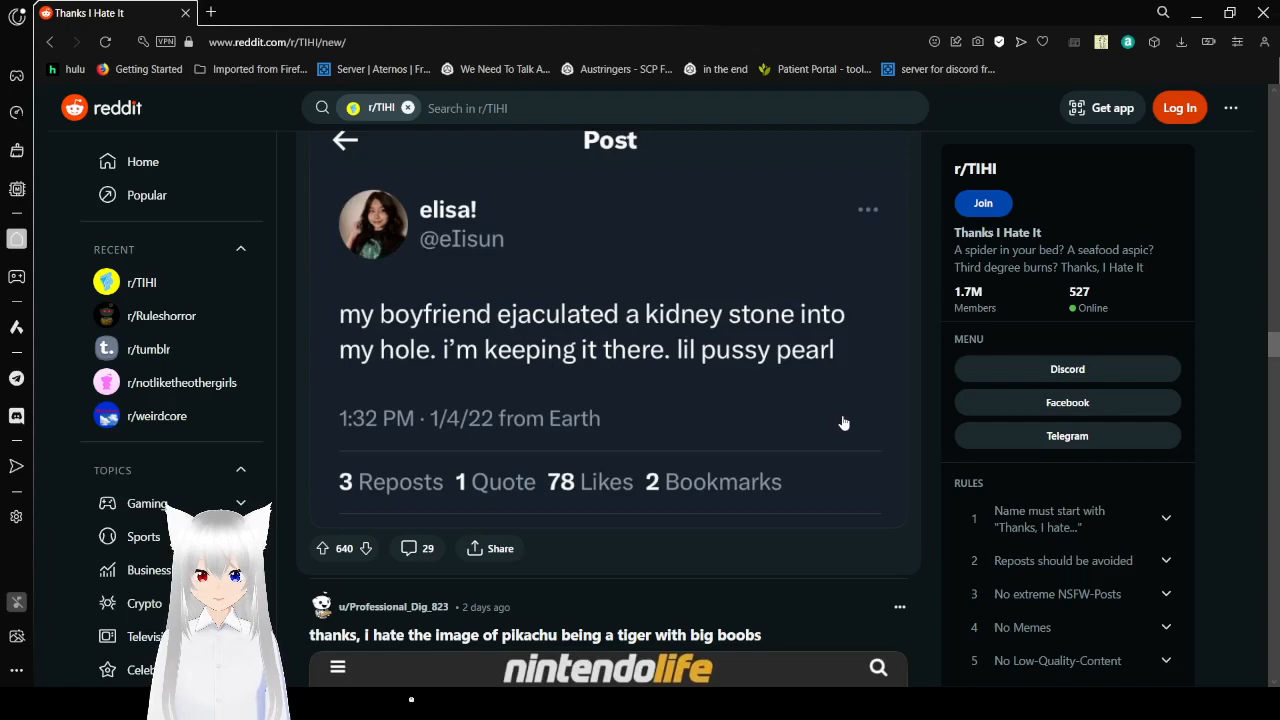 Thanks I Hate It
VPN
www.reddit.com/r/TIHI/new/
hulu
Getting Started
Imported from Firef...
Server | Aternos | Fr...
We Need To Talk A...
Austringers - SCP F...
in the end
Patient Portal - tool...
server for discord fr...
reddit
r/TIHI
Search in r/TIHI
Get app
Log In
Home
Popular
RECENT
r/TIHI
r/Ruleshorror
r/tumblr
r/notliketheothergirls
r/weirdcore
TOPICS
Gaming
Sports
Business
Crypto
Televisi
Celeb
Post
elisa!
@eIisun
my boyfriend ejaculated a kidney stone into
my hole. i'm keeping it there. lil pussy pearl
1:32 PM · 1/4/22 from Earth
3 Reposts 1 Quote 78 Likes 2 Bookmarks
640
29
Share
u/Professional_Dig_823 • 2 days ago
thanks, i hate the image of pikachu being a tiger with big boobs
nintendolife
r/TIHI
Join
Thanks I Hate It
A spider in your bed? A seafood aspic?
Third degree burns? Thanks, I Hate It
1.7M 527
Members Online
MENU
Discord
Facebook
Telegram
RULES
1 Name must start with
"Thanks, I hate..."
2 Reposts should be avoided
3 No extreme NSFW-Posts
4 No Memes
5 No Low-Quality-Content